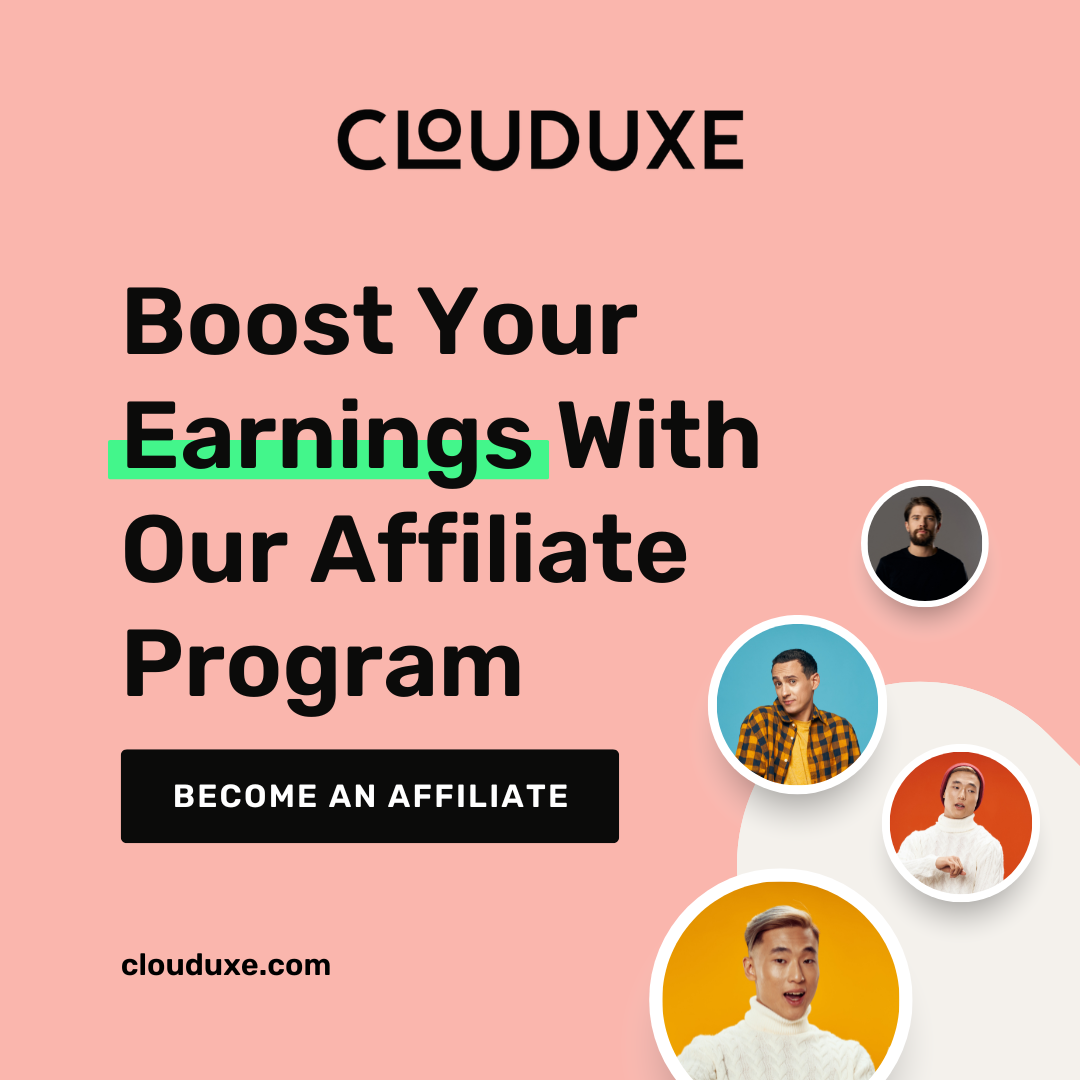 CLOUDUXE
Boost Your
Earnings With
Our Affiliate
Program
BECOME AN AFFILIATE
clouduxe.com